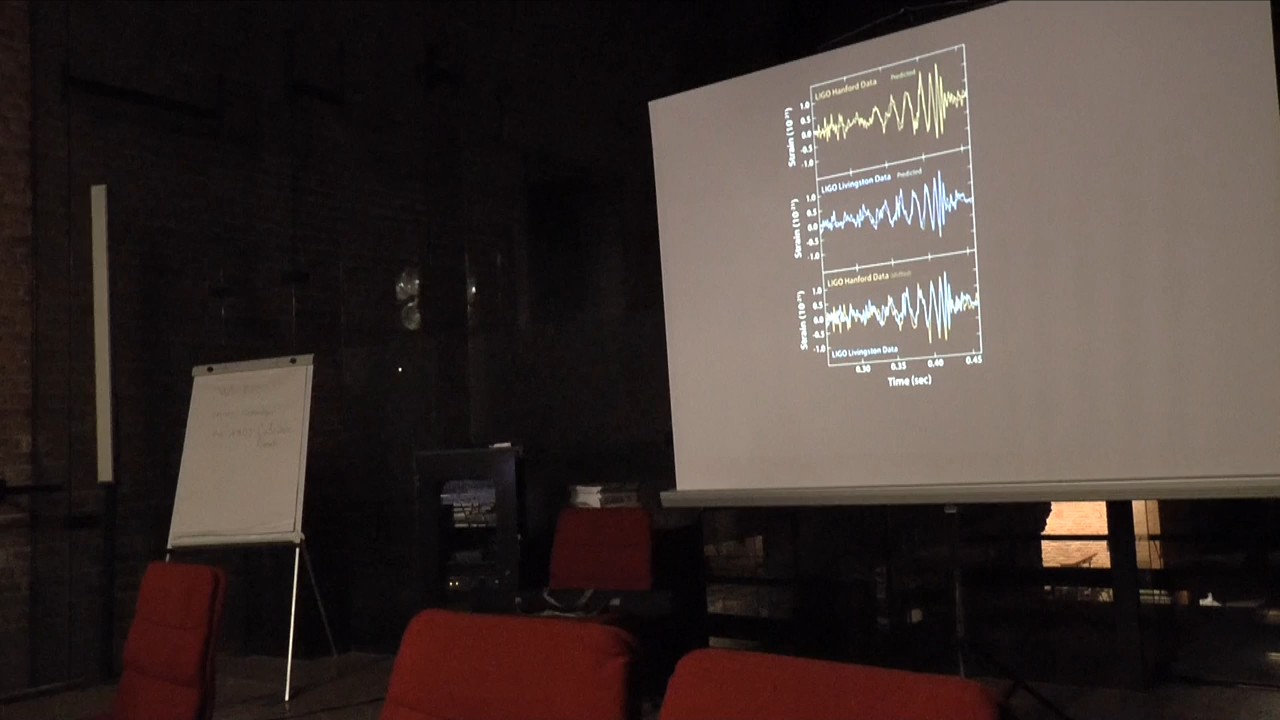 LIGO Hanford Data Predicted
1.0
0.5
0.0
-0.5
-1.0
Strain (10⁻²¹)
LIGO Livingston Data Predicted
1.0
0.5
0.0
-0.5
-1.0
Strain (10⁻²¹)
LIGO Hanford Data (shifted)
1.0
0.5
0.0
-0.5
-1.0
Strain (10⁻²¹)
LIGO Livingston Data
0.30 0.35 0.40 0.45
Time (sec)